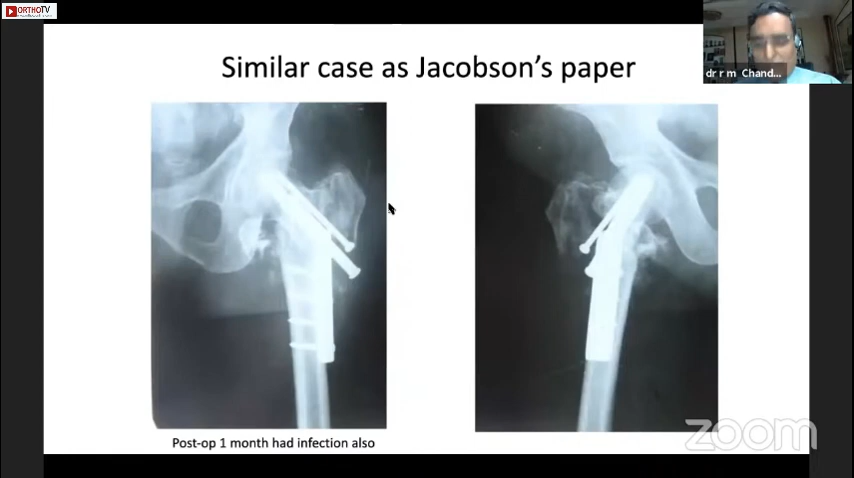 ORTHOTV
Similar case as Jacobson's paper
dr r m Chand...
Post-op 1 month had infection also
zoom